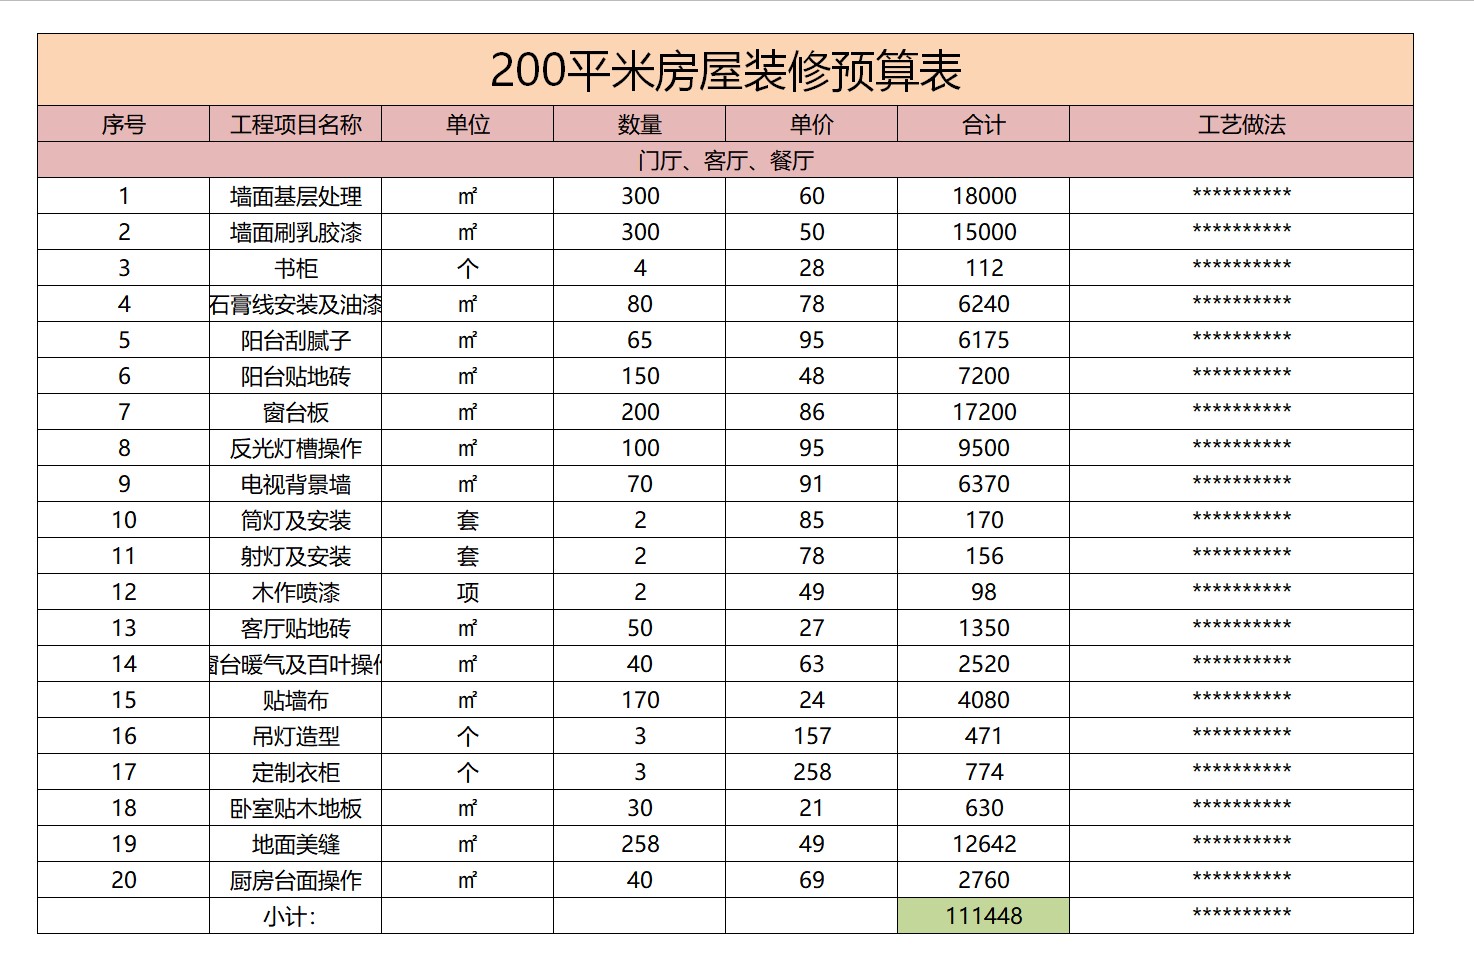 200平米房屋装修预算表
序号 工程项目名称 单位 数量 单价 合计 工艺做法
门厅、客厅、餐厅
1 墙面基层处理 ㎡ 300 60 18000 **********
2 墙面刷乳胶漆 ㎡ 300 50 15000 **********
3 书柜 个 4 28 112 **********
4 石膏线安装及油漆 ㎡ 80 78 6240 **********
5 阳台刮腻子 ㎡ 65 95 6175 **********
6 阳台贴地砖 ㎡ 150 48 7200 **********
7 窗台板 ㎡ 200 86 17200 **********
8 反光灯槽操作 ㎡ 100 95 9500 **********
9 电视背景墙 ㎡ 70 91 6370 **********
10 筒灯及安装 套 2 85 170 **********
11 射灯及安装 套 2 78 156 **********
12 木作喷漆 项 2 49 98 **********
13 客厅贴地砖 ㎡ 50 27 1350 **********
14 窗台暖气及百叶操作 ㎡ 40 63 2520 **********
15 贴墙布 ㎡ 170 24 4080 **********
16 吊灯造型 个 3 157 471 **********
17 定制衣柜 个 3 258 774 **********
18 卧室贴木地板 ㎡ 30 21 630 **********
19 地面美缝 ㎡ 258 49 12642 **********
20 厨房台面操作 ㎡ 40 69 2760 **********
小计： 111448 **********